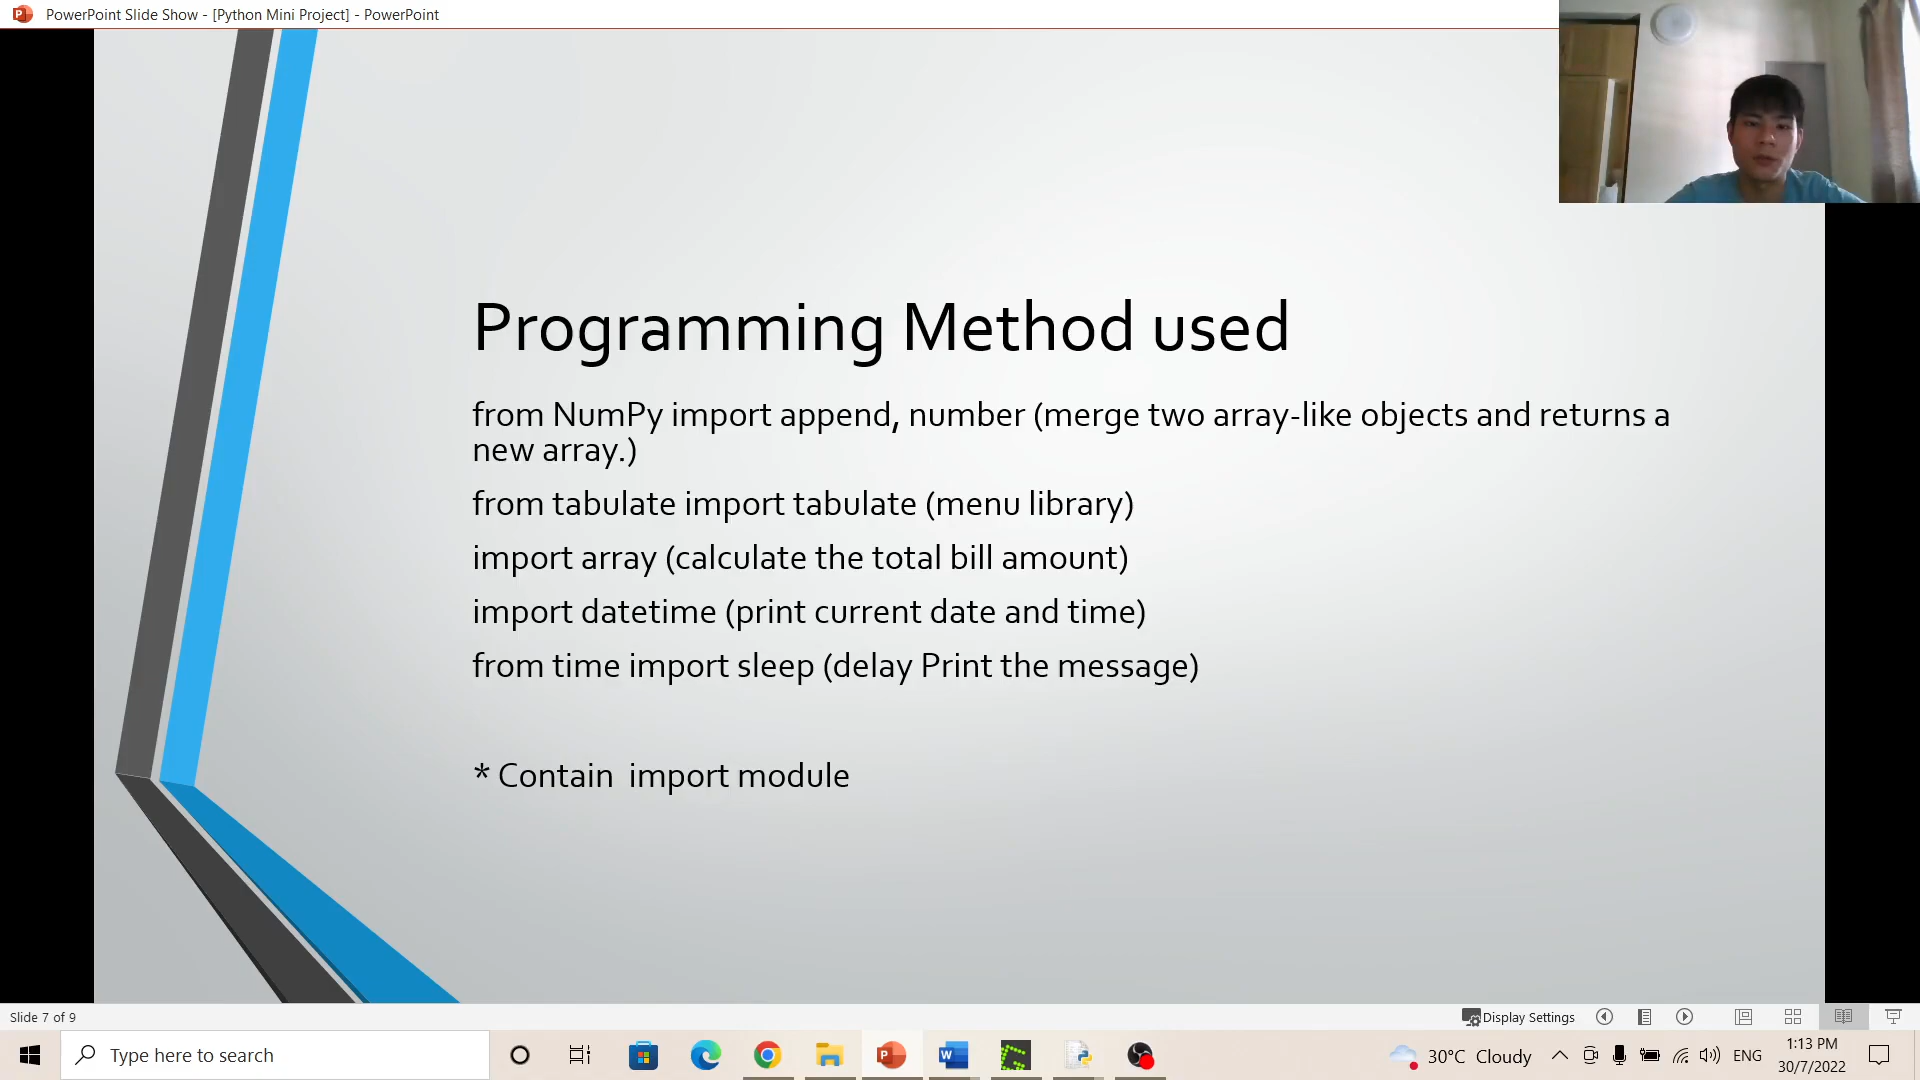 PowerPoint Slide Show - [Python Mini Project] - PowerPoint
Programming Method used
from NumPy import append, number (merge two array-like objects and returns a
new array.)
from tabulate import tabulate (menu library)
import array (calculate the total bill amount)
import datetime (print current date and time)
from time import sleep (delay Print the message)
* Contain  import module
Slide 7 of 9
Display Settings
Type here to search
30°C Cloudy
ENG
1:13 PM
30/7/2022